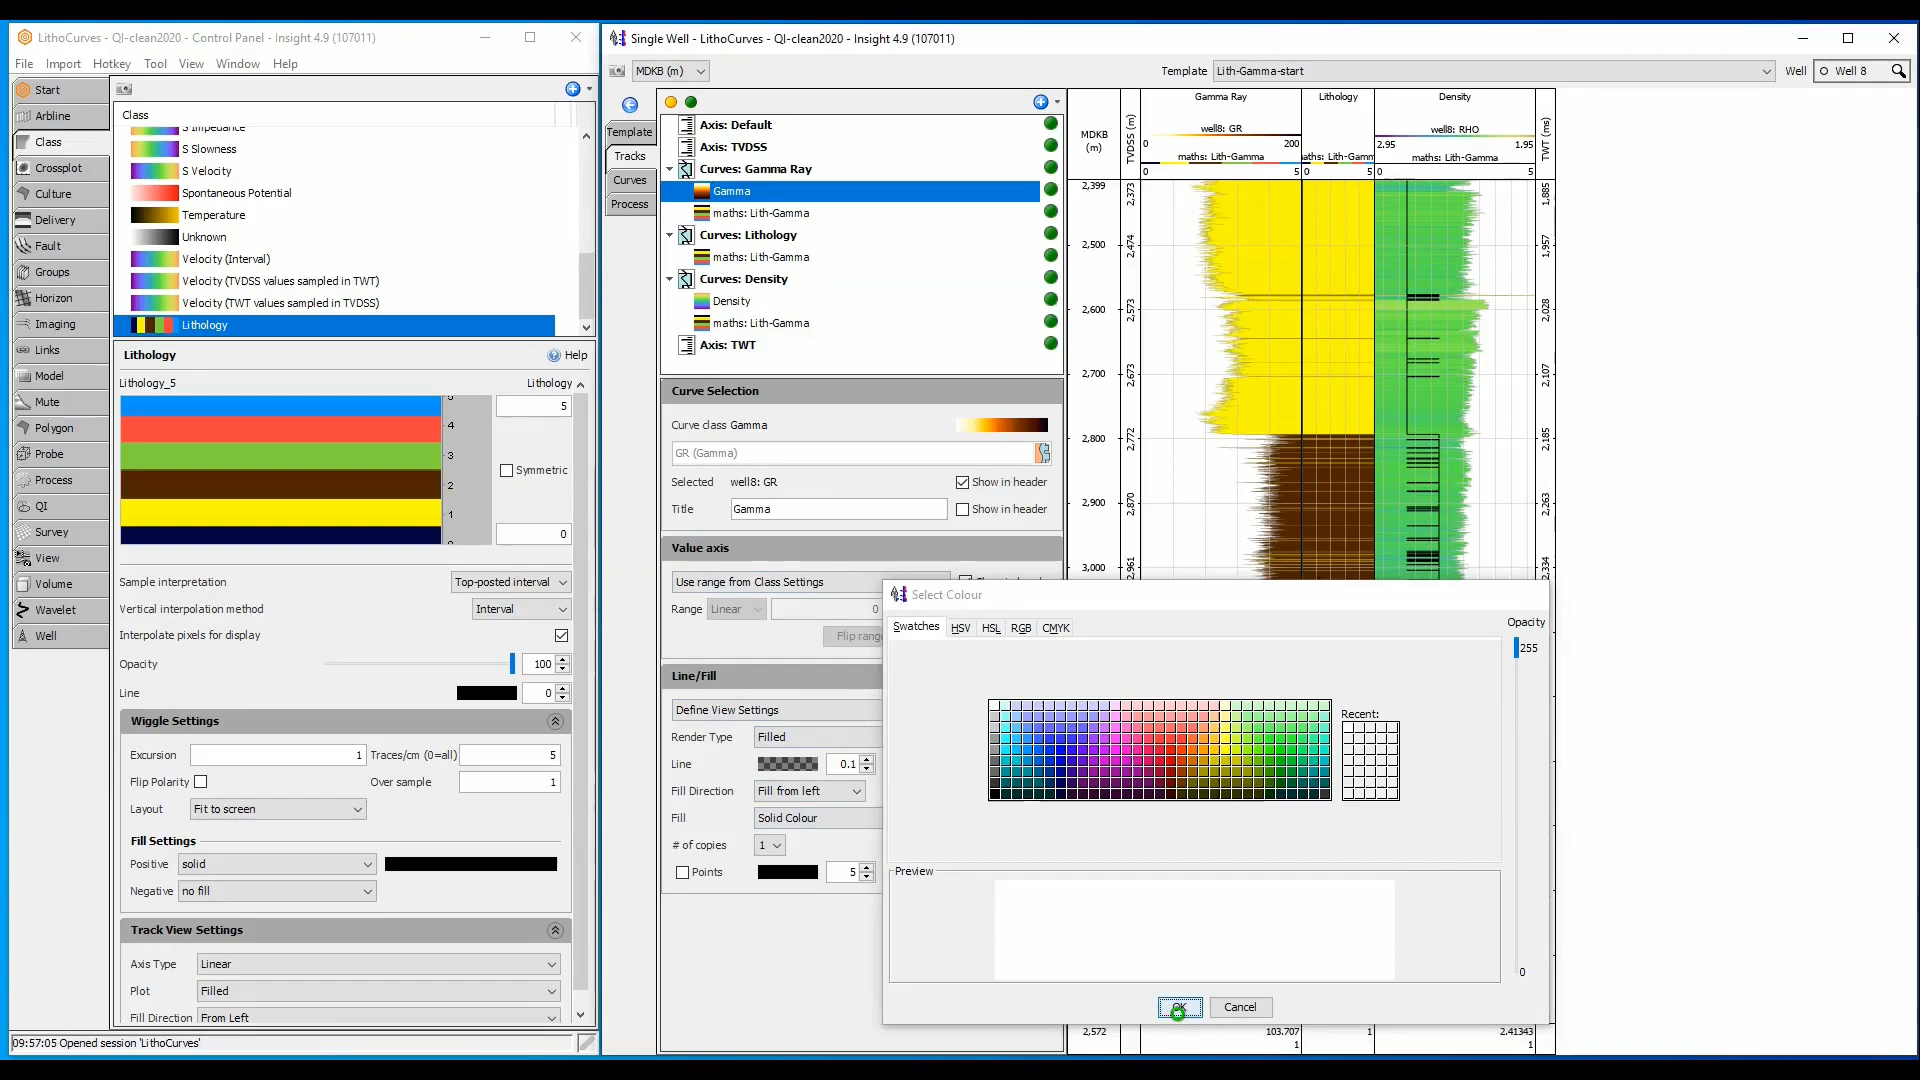 LithoCurves - QI-clean2020 - Control Panel - Insight 4.9 (107011)
File Import Hotkey Tool View Window Help
Start
Arbline
Class
Crossplot
Culture
Delivery
Fault
Groups
Horizon
Imaging
Links
Model
Mute
Polygon
Probe
Process
QI
Survey
View
Volume
Wavelet
Well
Class
S Impedance
S Slowness
S Velocity
Spontaneous Potential
Temperature
Unknown
Velocity (Interval)
Velocity (TVDSS values sampled in TWT)
Velocity (TWT values sampled in TVDSS)
Lithology
Lithology Help
Lithology_5 Lithology
5
4
3
Symmetric
2
1
0
Sample interpretation Top-posted interval
Vertical interpolation method Interval
Interpolate pixels for display
Opacity 100
Line 0
Wiggle Settings
Excursion 1 Traces/cm (0=all) 5
Flip Polarity Over sample 1
Layout Fit to screen
Fill Settings
Positive solid
Negative no fill
Track View Settings
Axis Type Linear
Plot Filled
Fill Direction From Left
09:57:05 Opened session 'LithoCurves'
Single Well - LithoCurves - QI-clean2020 - Insight 4.9 (107011)
MDKB (m) Template Lith-Gamma-start Well Well 8
Template
Tracks
Curves
Process
Axis: Default
Axis: TVDSS
Curves: Gamma Ray
Gamma
maths: Lith-Gamma
Curves: Lithology
maths: Lith-Gamma
Curves: Density
Density
maths: Lith-Gamma
Axis: TWT
Curve Selection
Curve class Gamma
GR (Gamma)
Selected well8: GR Show in header
Title Gamma Show in header
Value axis
Use range from Class Settings
Range Linear 0
Flip rang
Line/Fill
Define View Settings
Render Type Filled
Line 0.1
Fill Direction Fill from left
Fill Solid Colour
# of copies 1
Points 5
Gamma Ray Lithology Density
MDKB (m) TVDSS (m) TWT (ms)
well8: GR well8: RHO
0 200 2.95 1.95
maths: Lith-Gamma maths: Lith-Gamm maths: Lith-Gamma
0 5 0 5 0 5
2,399 2,373 1,885
2,500 2,474 1,957
2,600 2,573 2,028
2,700 2,673 2,107
2,800 2,772 2,185
2,900 2,870 2,263
3,000 2,961 2,334
Select Colour
Swatches HSV HSL RGB CMYK Opacity
255
Recent:
Preview
0
OK Cancel
2,572 103.707 1 2.41343
1 1